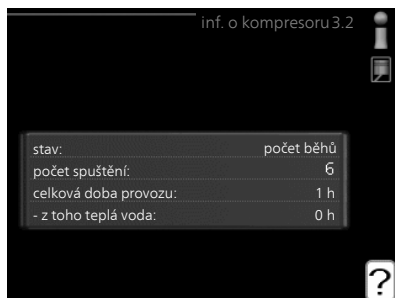 inf. o kompresoru 3.2
stav: počet běhů
počet spuštění: 6
celková doba provozu: 1 h
- z toho teplá voda: 0 h
?